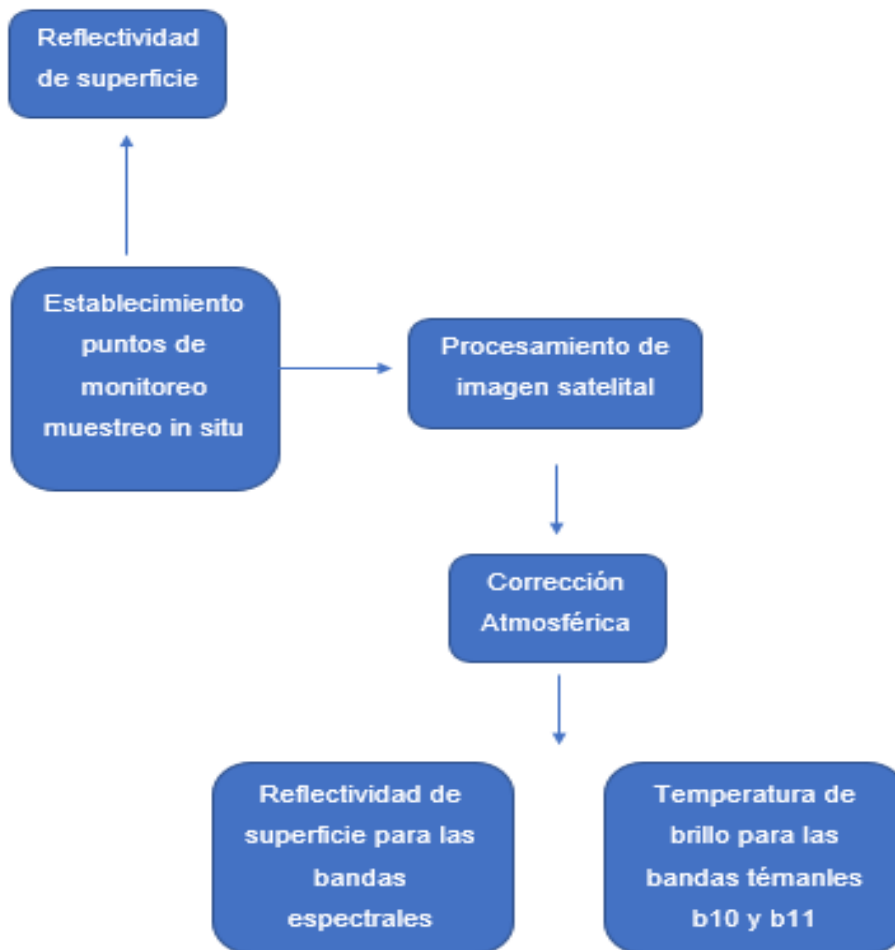 Reflectividad
de superficie
Establecimiento
puntos de
monitoreo
muestreo in situ
Procesamiento de
imagen satelital
Corrección
Atmosférica
Reflectividad de
superficie para las
bandas
espectrales
Temperatura de
brillo para las
bandas témanles
b10 y b11